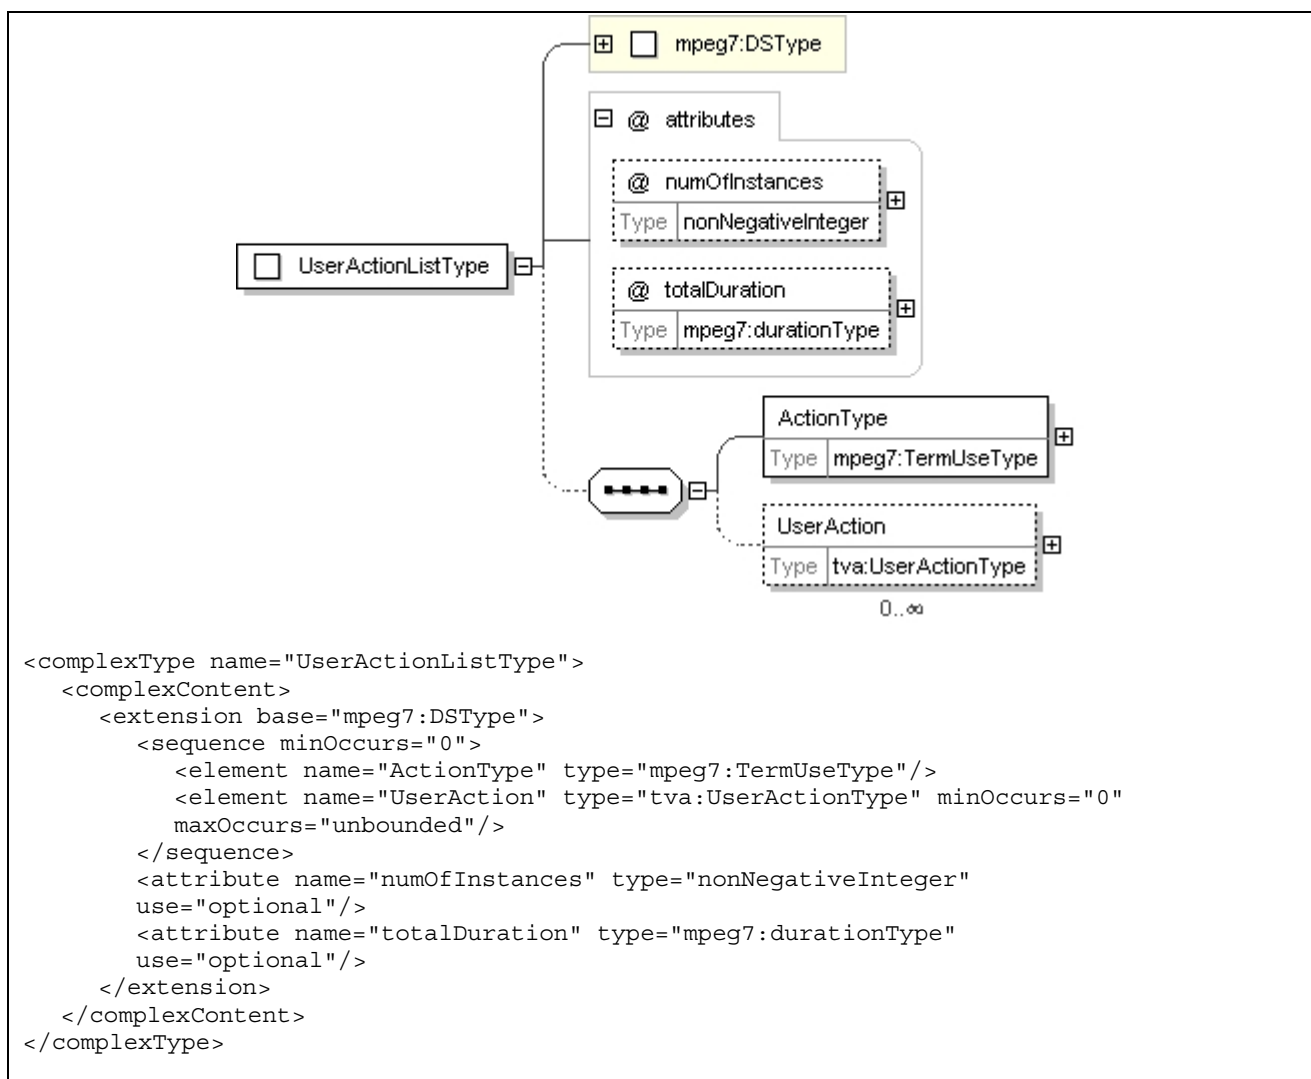 mpeg7:DSType
@ attributes
@ numOfInstances
Type nonNegativeInteger
UserActionListType
@ totalDuration
Type mpeg7:durationType
ActionType
Type mpeg7:TermUseType
UserAction
Type tva:UserActionType
0..∞
<complexType name="UserActionListType">
<complexContent>
<extension base="mpeg7:DSType">
<sequence minOccurs="0">
<element name="ActionType" type="mpeg7:TermUseType"/>
<element name="UserAction" type="tva:UserActionType" minOccurs="0"
maxOccurs="unbounded"/>
</sequence>
<attribute name="numOfInstances" type="nonNegativeInteger"
use="optional"/>
<attribute name="totalDuration" type="mpeg7:durationType"
use="optional"/>
</extension>
</complexContent>
</complexType>